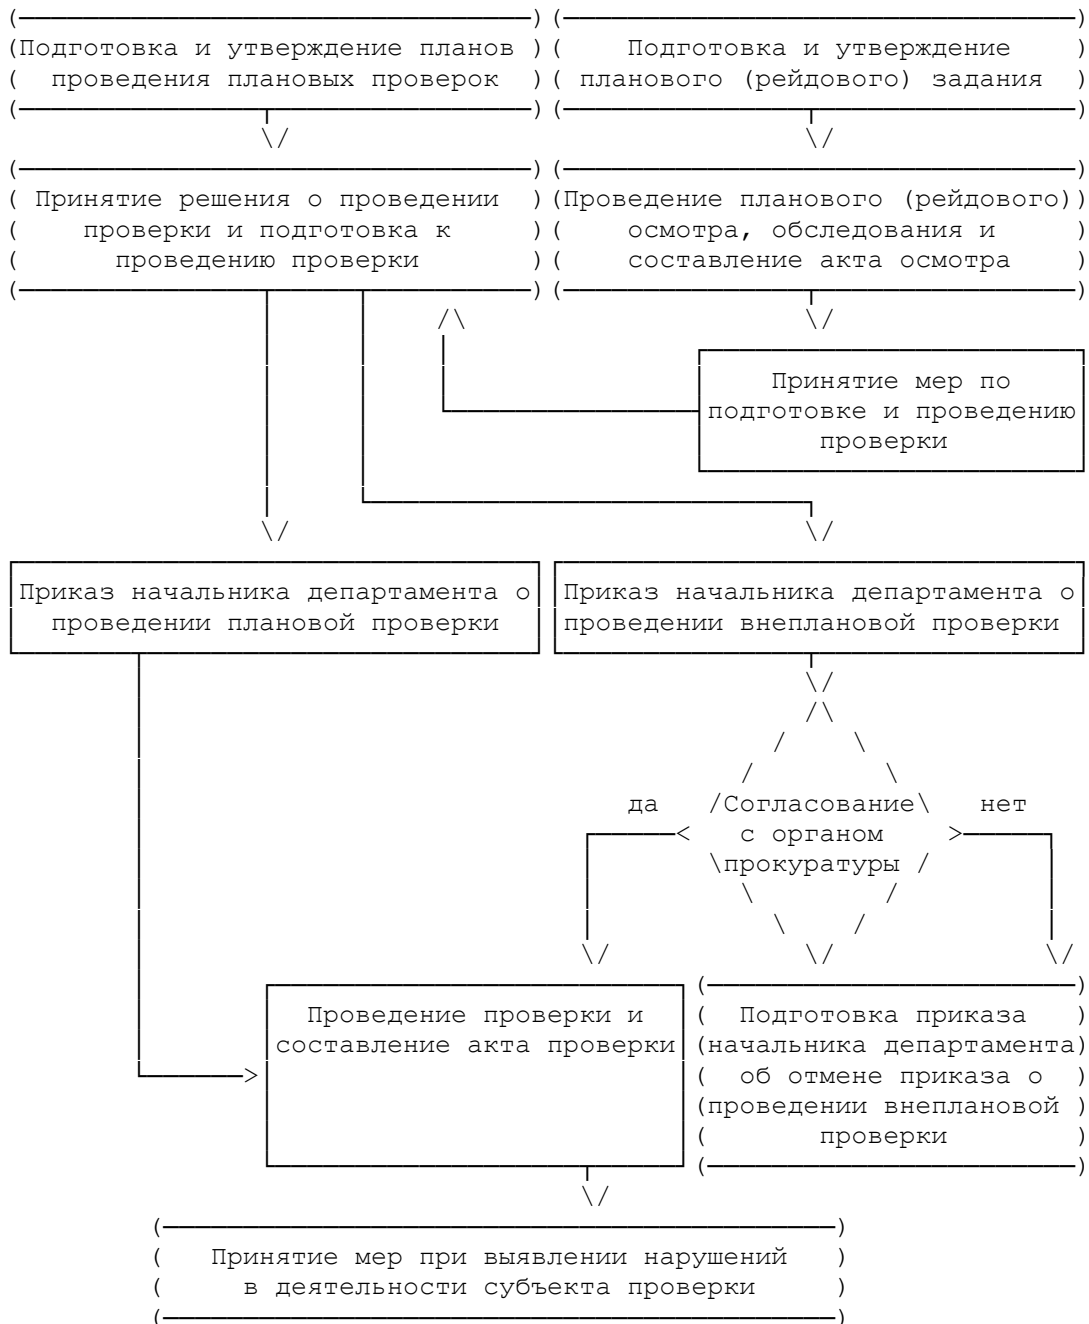 Подготовка и утверждение планов
проведения плановых проверок
Подготовка и утверждение
планового (рейдового) задания
Принятие решения о проведении
проверки и подготовка к
проведению проверки
Проведение планового (рейдового)
осмотра, обследования и
составление акта осмотра
Принятие мер по
подготовке и проведению
проверки
Приказ начальника департамента о
проведении плановой проверки
Приказ начальника департамента о
проведении внеплановой проверки
да
Согласование
с органом
прокуратуры
нет
Проведение проверки и
составление акта проверки
Подготовка приказа
начальника департамента
об отмене приказа о
проведении внеплановой
проверки
Принятие мер при выявлении нарушений
в деятельности субъекта проверки